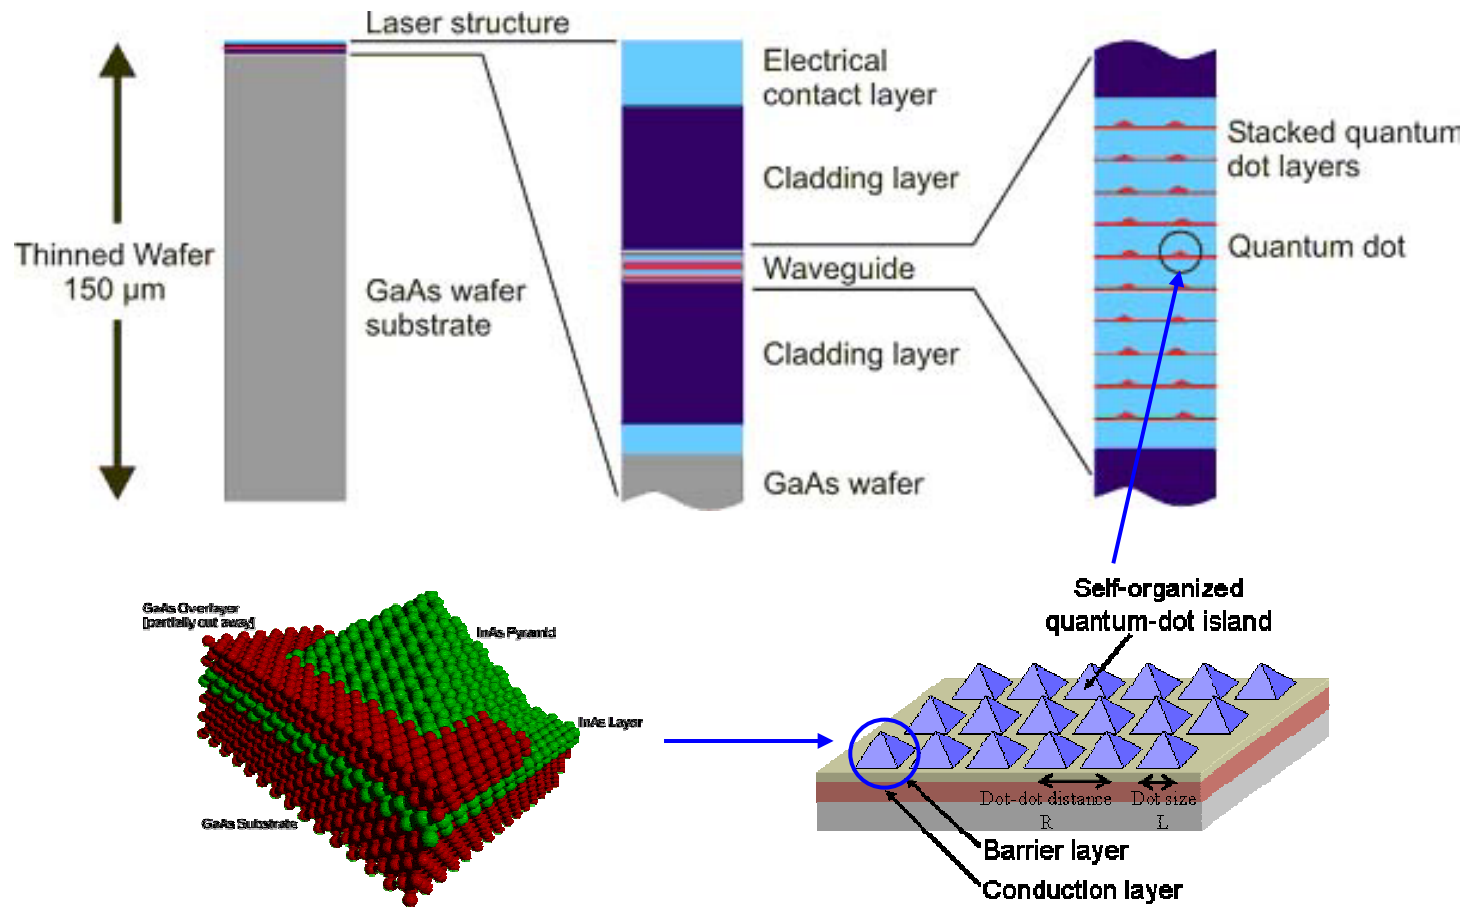 Laser structure
Electrical
contact layer
Cladding layer
Stacked quantum
dot layers
Thinned Wafer
150 µm
GaAs wafer
substrate
Waveguide
Quantum dot
Cladding layer
GaAs wafer
Self-organized
quantum-dot island
GaAs Overlayer
[partially cut away]
InAs Pyramid
InAs Layer
GaAs Substrate
Dot-dot distance
R
Dot size
L
Barrier layer
Conduction layer